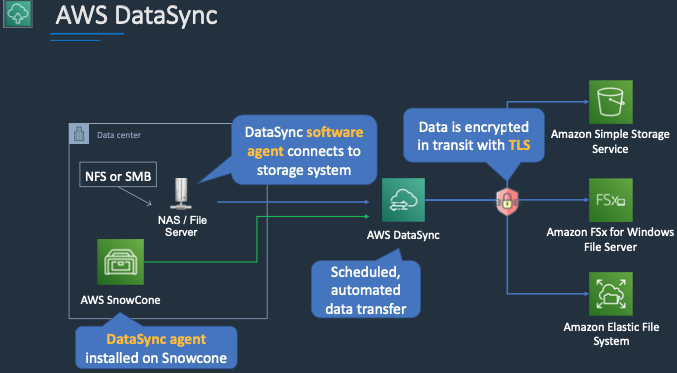 AWS DataSync
Data center
NFS or SMB
NAS / File
Server
DataSync software
agent connects to
storage system
Data is encrypted
in transit with TLS
AWS SnowCone
DataSync agent
installed on Snowcone
AWS DataSync
Scheduled,
automated
data transfer
Amazon Simple Storage
Service
FSx
Amazon FSx for Windows
File Server
Amazon Elastic File
System